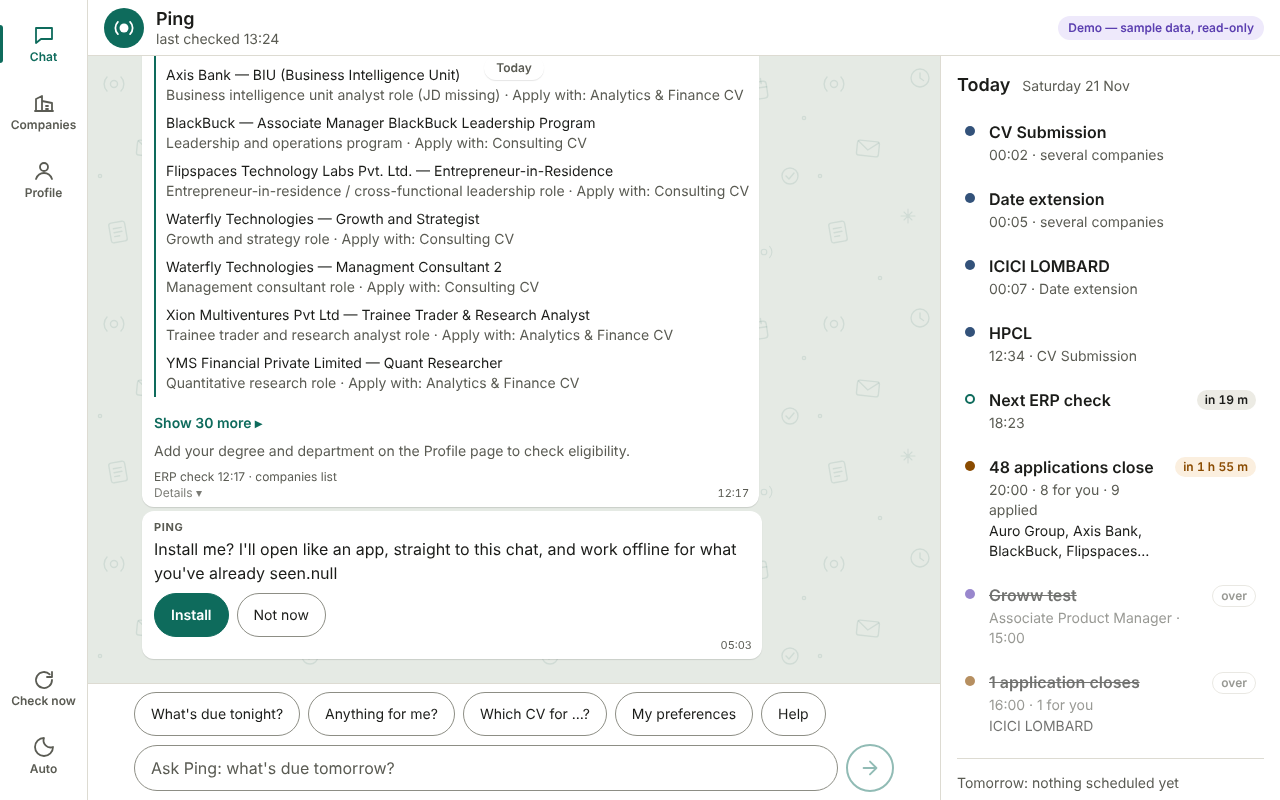 Chat
Companies
Profile
Check now
Auto
Ping
last checked 13:24
Demo — sample data, read-only
Today
Axis Bank — BIU (Business Intelligence Unit)
Business intelligence unit analyst role (JD missing) · Apply with: Analytics & Finance CV
BlackBuck — Associate Manager BlackBuck Leadership Program
Leadership and operations program · Apply with: Consulting CV
Flipspaces Technology Labs Pvt. Ltd. — Entrepreneur-in-Residence
Entrepreneur-in-residence / cross-functional leadership role · Apply with: Consulting CV
Waterfly Technologies — Growth and Strategist
Growth and strategy role · Apply with: Consulting CV
Waterfly Technologies — Managment Consultant 2
Management consultant role · Apply with: Consulting CV
Xion Multiventures Pvt Ltd — Trainee Trader & Research Analyst
Trainee trader and research analyst role · Apply with: Analytics & Finance CV
YMS Financial Private Limited — Quant Researcher
Quantitative research role · Apply with: Analytics & Finance CV
Show 30 more ▸
Add your degree and department on the Profile page to check eligibility.
ERP check 12:17 · companies list
Details ▾
12:17
PING
Install me? I'll open like an app, straight to this chat, and work offline for what
you've already seen.null
Install
Not now
05:03
What's due tonight?
Anything for me?
Which CV for ...?
My preferences
Help
Ask Ping: what's due tomorrow?
Today Saturday 21 Nov
CV Submission
00:02 · several companies
Date extension
00:05 · several companies
ICICI LOMBARD
00:07 · Date extension
HPCL
12:34 · CV Submission
Next ERP check
in 19 m
18:23
48 applications close
in 1 h 55 m
20:00 · 8 for you · 9
applied
Auro Group, Axis Bank,
BlackBuck, Flipspaces...
Groww test
over
Associate Product Manager ·
15:00
1 application closes
over
16:00 · 1 for you
ICICI LOMBARD
Tomorrow: nothing scheduled yet